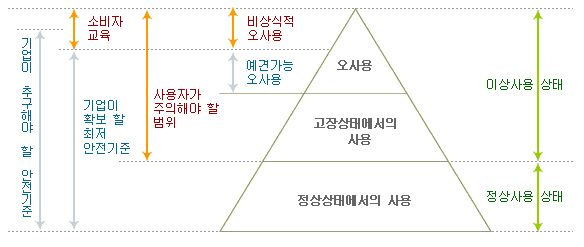 기업이 추구해야 할 안전기준
소비자
교육
기업이
확보 할
최저
안전기준
사용자가
주의해야 할
범위
비상식적
오사용
예견가능
오사용
오사용
고장상태에서의
사용
정상상태에서의 사용
이상사용 상태
정상사용 상태